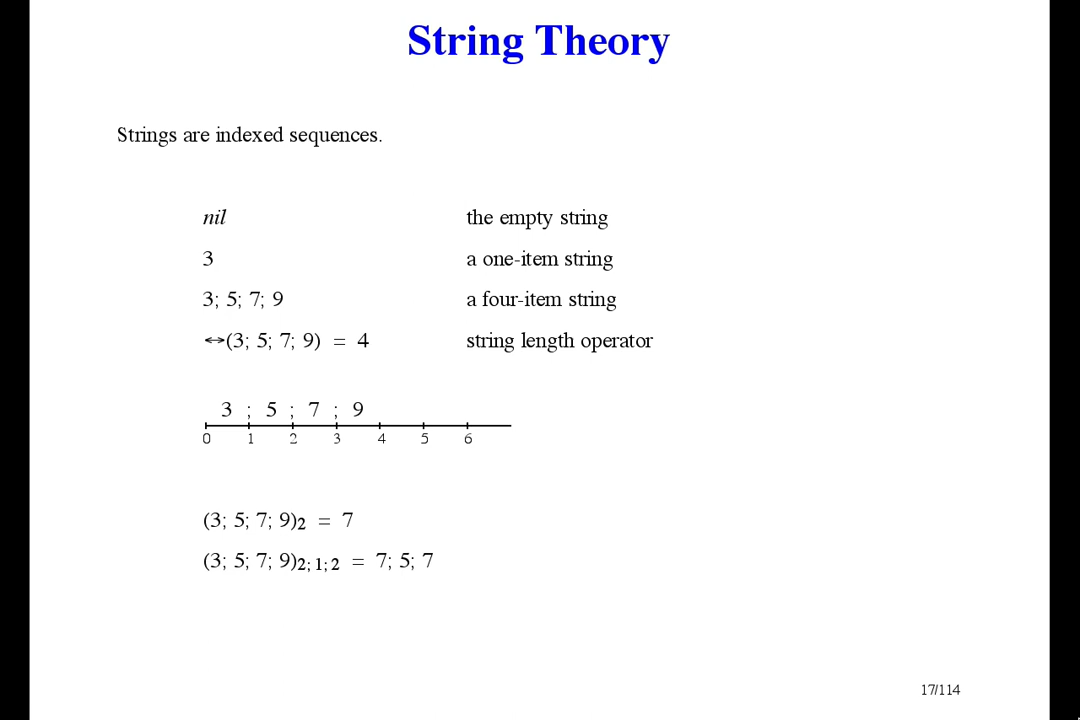 String Theory
Strings are indexed sequences.
nil the empty string
3 a one-item string
3; 5; 7; 9 a four-item string
↔(3; 5; 7; 9) = 4 string length operator
3 ; 5 ; 7 ; 9
0 1 2 3 4 5 6
(3; 5; 7; 9)₂ = 7
(3; 5; 7; 9)₂; ₁; ₂ = 7; 5; 7
17/114